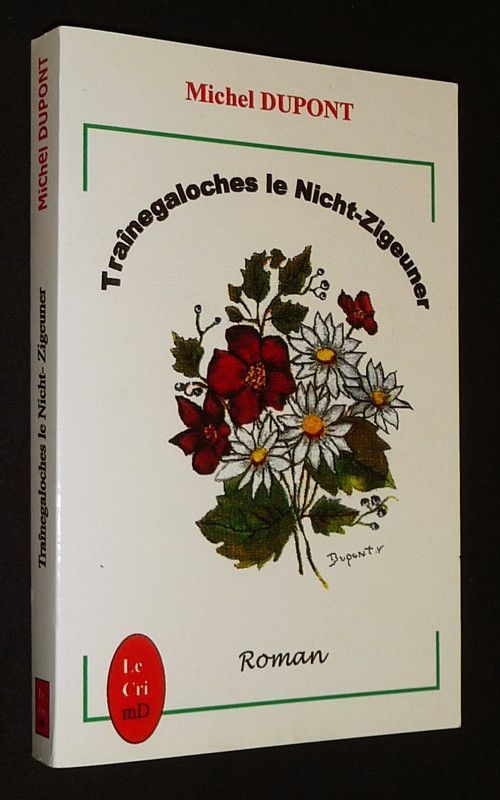 Michel DUPONT
Traînegaloches le Nicht-Zigeuner
Dupont.V
Roman
Le
Cri
mD
MiCHel DUPONT
Traînegaloches le Nicht- Zigeuner